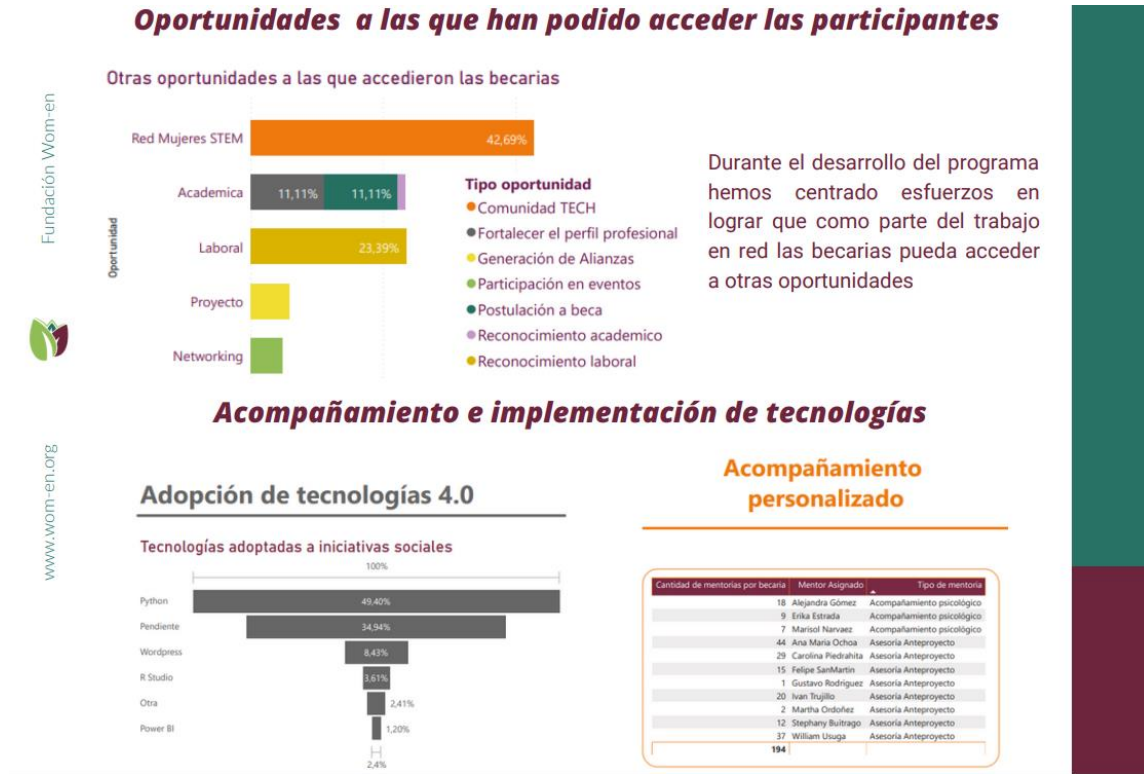 Oportunidades a las que han podido acceder las participantes
Fundación Wom-en
www.wom-en.org
Otras oportunidades a las que accedieron las becarias
Oportunidad
Red Mujeres STEM
42,69%
Academica
11,11%
11,11%
Laboral
23,39%
Proyecto
Networking
Tipo oportunidad
Comunidad TECH
Fortalecer el perfil profesional
Generación de Alianzas
Participación en eventos
Postulación a beca
Reconocimiento academico
Reconocimiento laboral
Durante el desarrollo del programa
hemos centrado esfuerzos en
lograr que como parte del trabajo
en red las becarias pueda acceder
a otras oportunidades
Acompañamiento e implementación de tecnologías
Adopción de tecnologías 4.0
Tecnologías adoptadas a iniciativas sociales
100%
Python 49,40%
Pendiente 34,94%
Wordpress 8,43%
R Studio 3,61%
Otra 2,41%
Power BI 1,20%
2,4%
Acompañamiento
personalizado
Cantidad de mentorias por becaria Mentor Asignado Tipo de mentoria
18 Alejandra Gómez Acompañamiento psicológico
9 Erika Estrada Acompañamiento psicológico
7 Marisol Narvaez Acompañamiento psicológico
44 Ana Maria Ochoa Asesoría Anteproyecto
29 Carolina Piedrahita Asesoría Anteproyecto
15 Felipe SanMartin Asesoría Anteproyecto
1 Gustavo Rodriguez Asesoría Anteproyecto
20 Ivan Trujillo Asesoría Anteproyecto
2 Martha Ordoñez Asesoría Anteproyecto
12 Stephany Buitrago Asesoría Anteproyecto
37 William Usuga Asesoría Anteproyecto
194